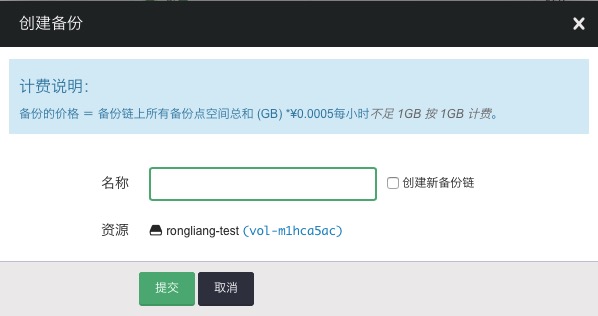 创建备份
计费说明：
备份的价格 ＝ 备份链上所有备份点空间总和 (GB) *¥0.0005每小时不足 1GB 按 1GB 计费。
名称
创建新备份链
资源 rongliang-test (vol-m1hca5ac)
提交 取消